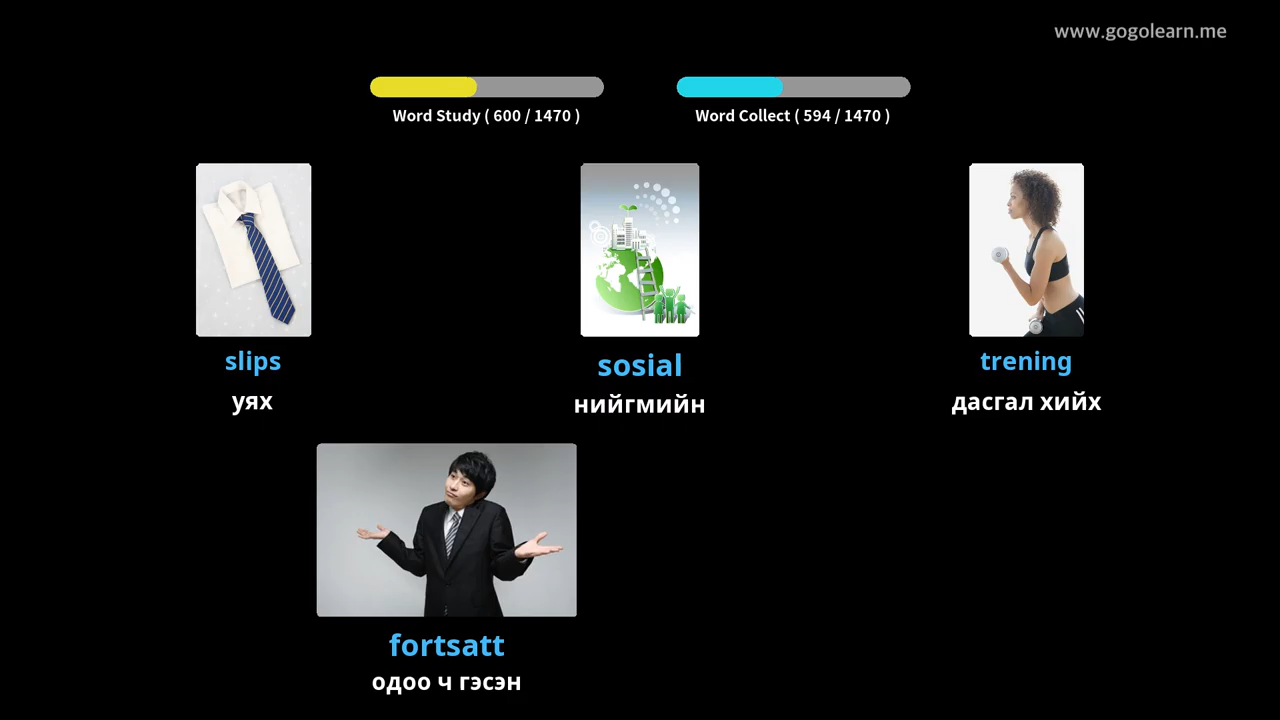 www.gogolearn.me
Word Study ( 600 / 1470 )
Word Collect ( 594 / 1470 )
slips
уях
sosial
нийгмийн
trening
дасгал хийх
fortsatt
одоо ч гэсэн